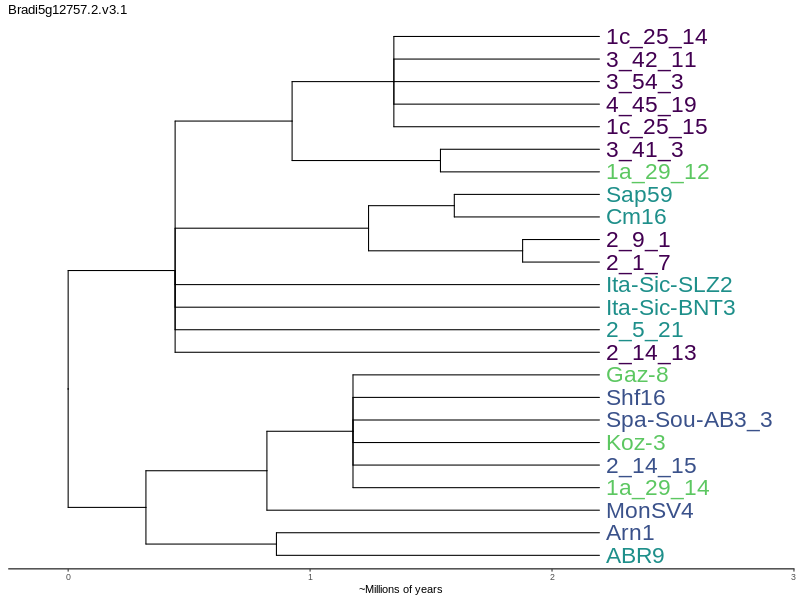 Bradi5g12757.2.v3.1
1c_25_14
3_42_11
3_54_3
4_45_19
1c_25_15
3_41_3
1a_29_12
Sap59
Cm16
2_9_1
2_1_7
Ita-Sic-SLZ2
Ita-Sic-BNT3
2_5_21
2_14_13
Gaz-8
Shf16
Spa-Sou-AB3_3
Koz-3
2_14_15
1a_29_14
MonSV4
Arn1
ABR9
0 1 2 3
~Millions of years